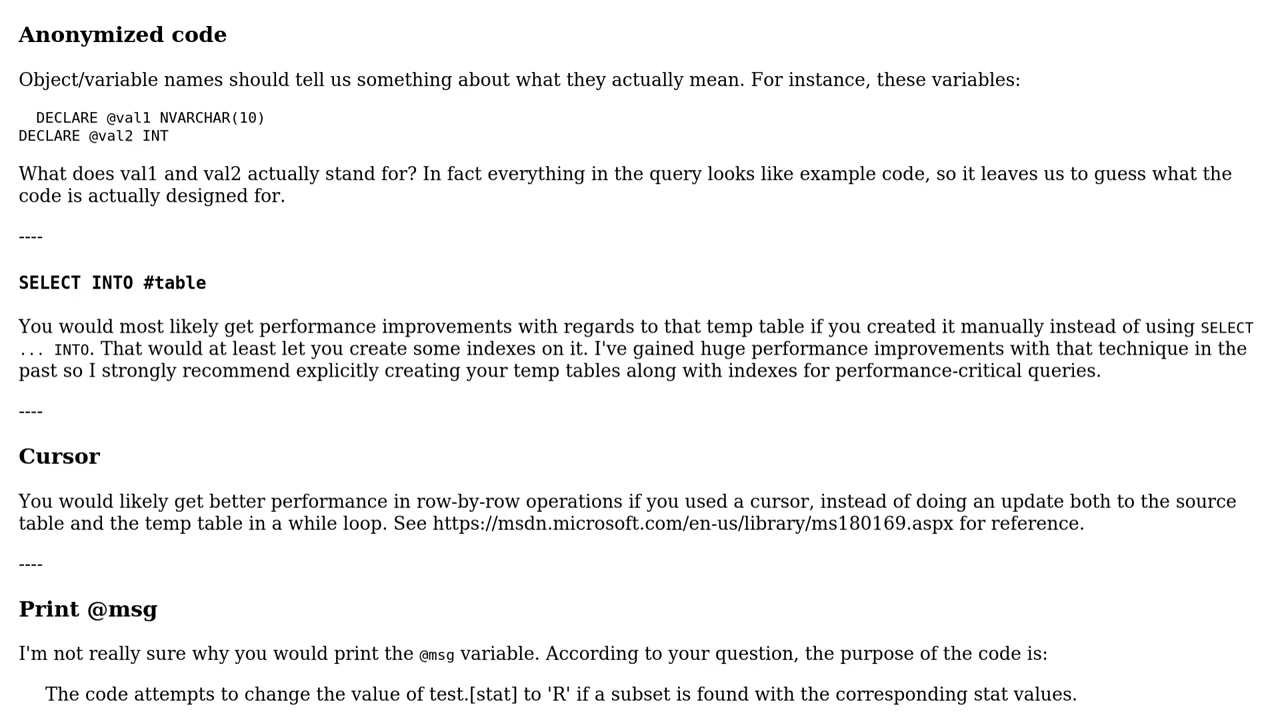 Anonymized code
Object/variable names should tell us something about what they actually mean. For instance, these variables:
DECLARE @val1 NVARCHAR(10)
DECLARE @val2 INT
What does val1 and val2 actually stand for? In fact everything in the query looks like example code, so it leaves us to guess what the
code is actually designed for.
----
SELECT INTO #table
You would most likely get performance improvements with regards to that temp table if you created it manually instead of using SELECT
... INTO. That would at least let you create some indexes on it. I've gained huge performance improvements with that technique in the
past so I strongly recommend explicitly creating your temp tables along with indexes for performance-critical queries.
----
Cursor
You would likely get better performance in row-by-row operations if you used a cursor, instead of doing an update both to the source
table and the temp table in a while loop. See https://msdn.microsoft.com/en-us/library/ms180169.aspx for reference.
----
Print @msg
I'm not really sure why you would print the @msg variable. According to your question, the purpose of the code is:
The code attempts to change the value of test.[stat] to 'R' if a subset is found with the corresponding stat values.